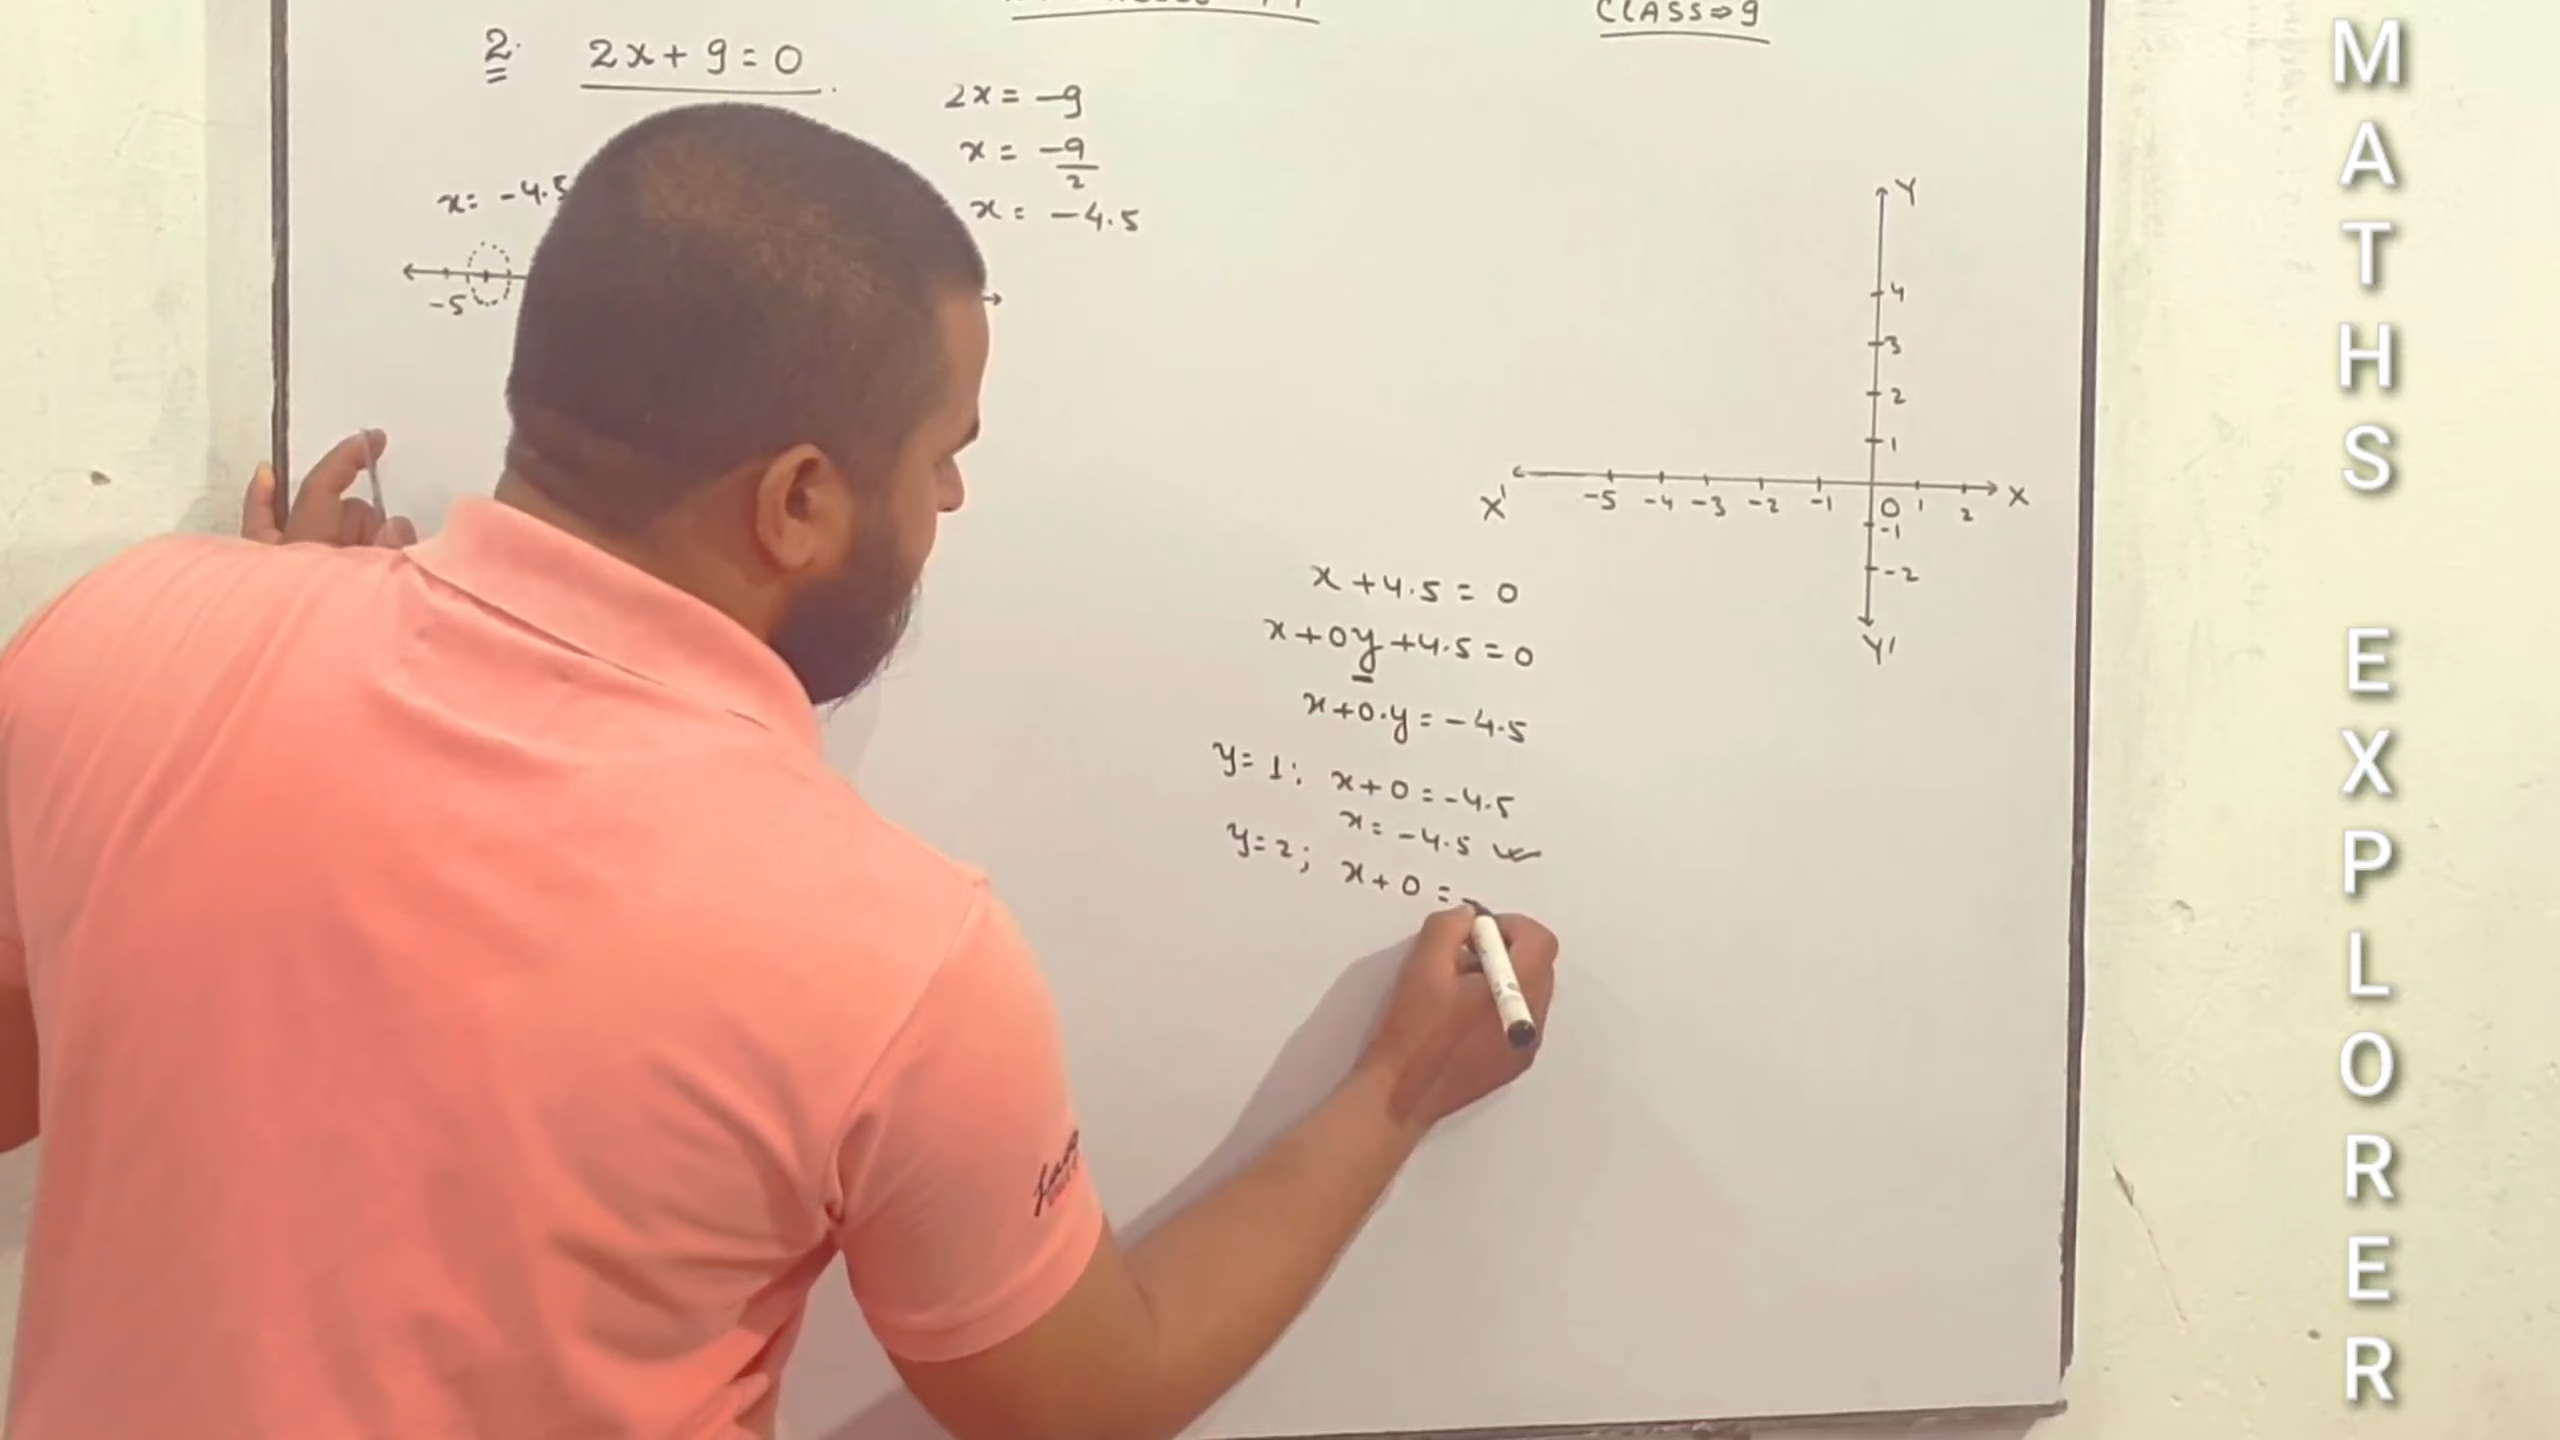 CLASS⇒9
2. 2x+9=0
2x = -9
x = -9/2
x = -4.5
x = -4.5
-5
Y
4
3
2
1
X' -5 -4 -3 -2 -1 0 1 2 X
-1
-2
Y'
x+4.5=0
x+0y+4.5=0
x+0.y=-4.5
y=1; x+0=-4.5
x=-4.5
y=2; x+0=-
MATHS EXPLORER